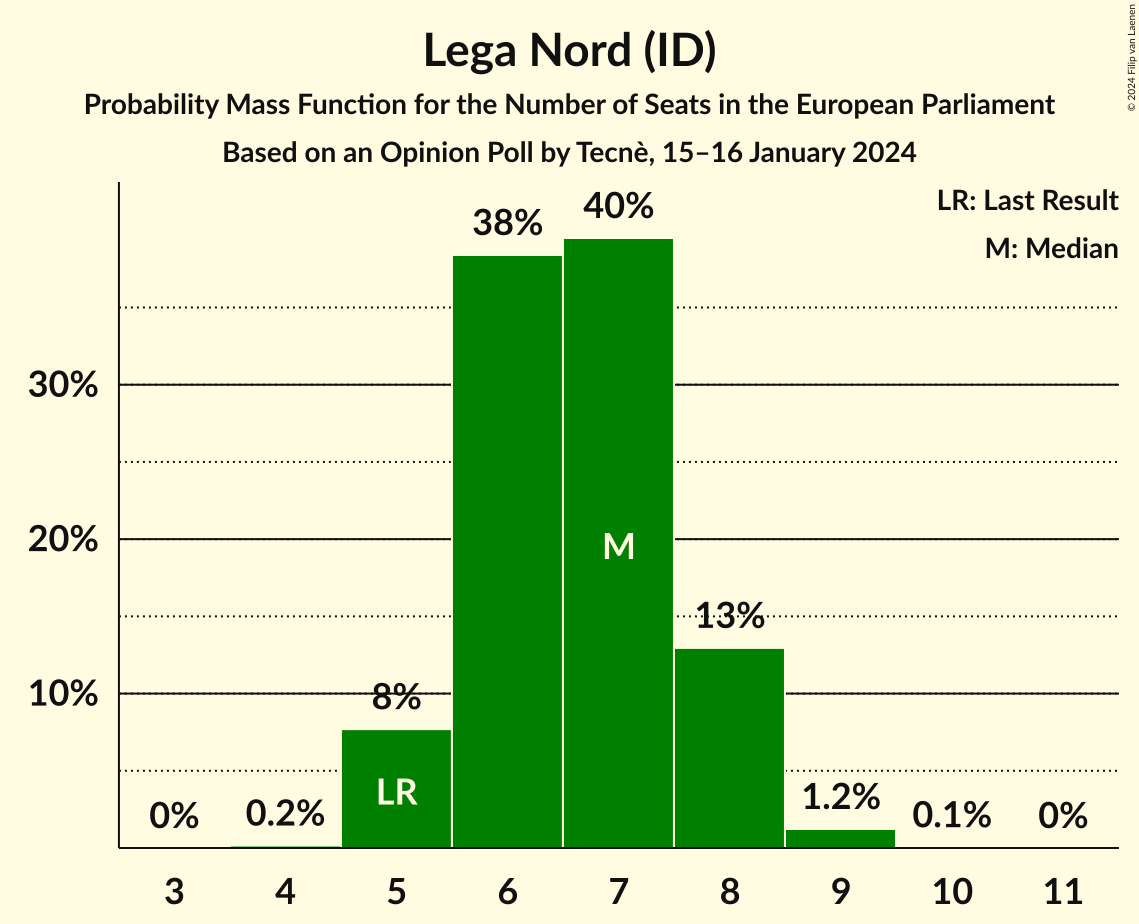 Lega Nord (ID)
Probability Mass Function for the Number of Seats in the European Parliament
Based on an Opinion Poll by Tecnè, 15–16 January 2024
© 2024 Filip van Laenen
LR: Last Result
M: Median
40%
38%
30%
20%
M
13%
10%
8%
LR
1.2%
0% 0.2% 0.1% 0%
3 4 5 6 7 8 9 10 11